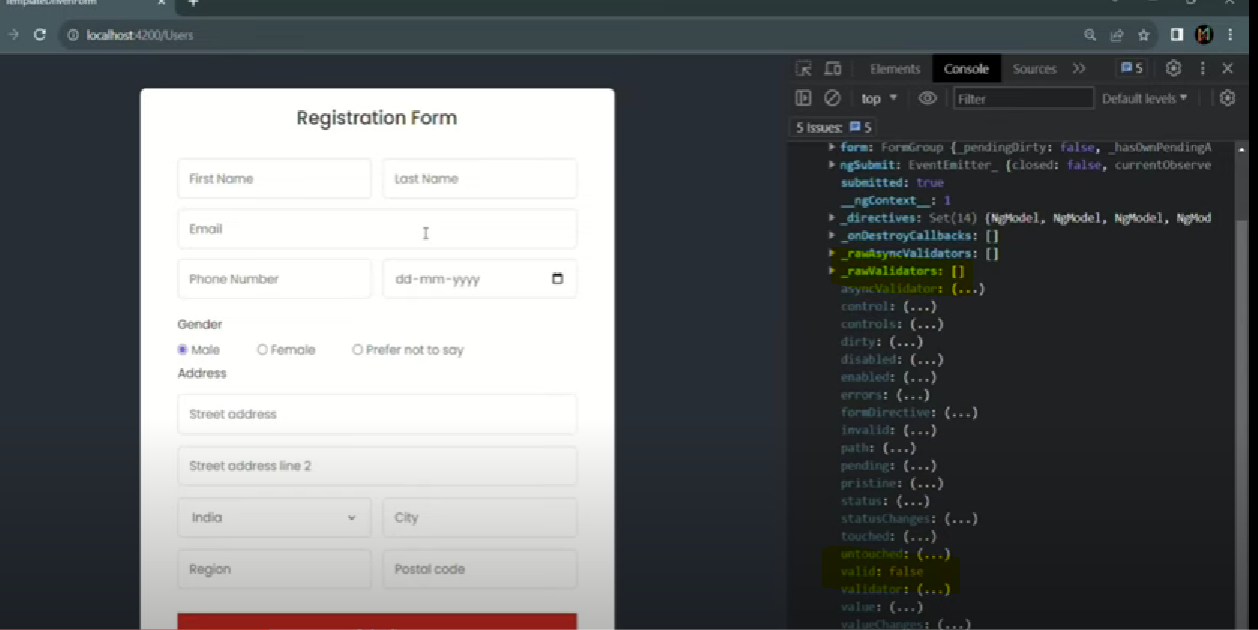 TemplateDrivenForm
localhost:4200/Users
Elements Console Sources 5
top Filter Default levels
5 Issues: 5
Registration Form
First Name Last Name
Email
Phone Number dd-mm-yyyy
Gender
Male Female Prefer not to say
Address
Street address
Street address line 2
India City
Region Postal code
form: FormGroup {_pendingDirty: false, _hasOwnPendingA
ngSubmit: EventEmitter_ {closed: false, currentObserve
submitted: true
__ngContext__: 1
_directives: Set(14) {NgModel, NgModel, NgModel, NgMod
_onDestroyCallbacks: []
_rawAsyncValidators: []
_rawValidators: []
asyncValidator: (...)
control: (...)
controls: (...)
dirty: (...)
disabled: (...)
enabled: (...)
errors: (...)
formDirective: (...)
invalid: (...)
path: (...)
pending: (...)
pristine: (...)
status: (...)
statusChanges: (...)
touched: (...)
untouched: (...)
valid: false
validator: (...)
value: (...)
valueChanges: (...)